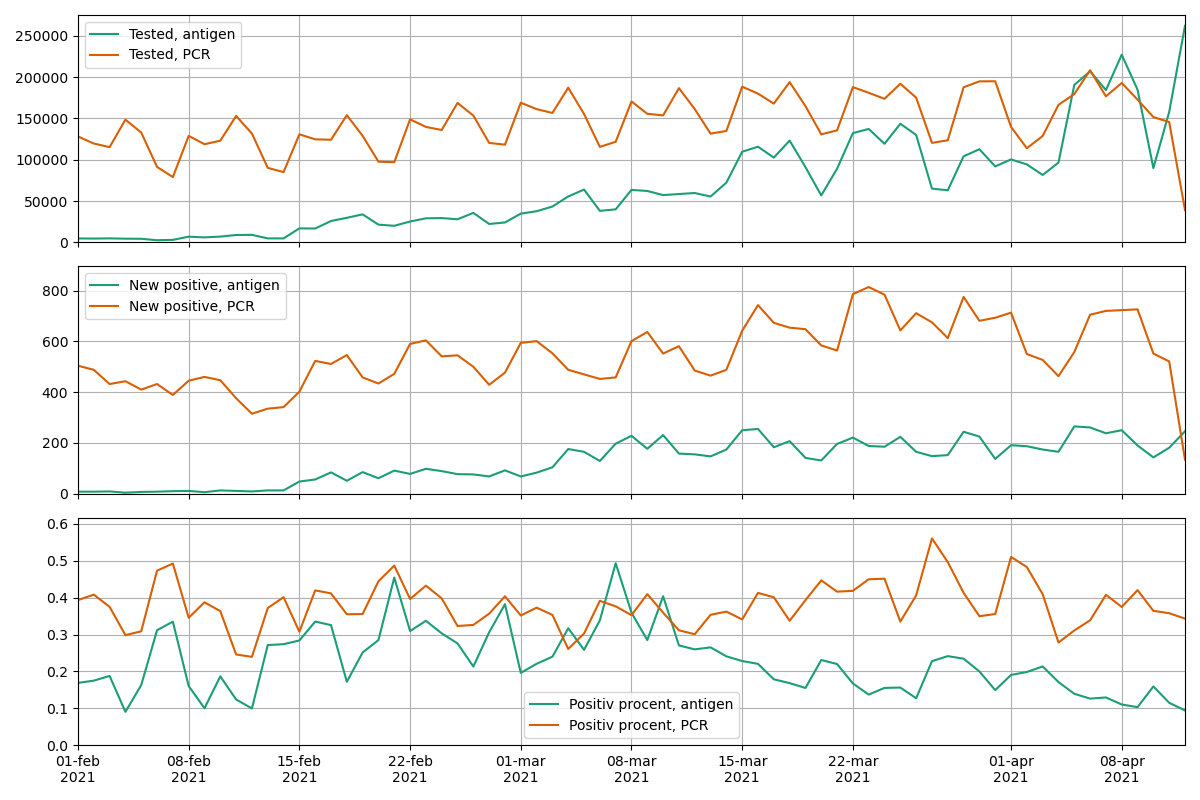 250000
200000
150000
100000
50000
0
Tested, antigen
Tested, PCR
800
600
400
200
0
New positive, antigen
New positive, PCR
0.6
0.5
0.4
0.3
0.2
0.1
0.0
Positiv procent, antigen
Positiv procent, PCR
01-feb 08-feb 15-feb 22-feb 01-mar 08-mar 15-mar 22-mar 01-apr 08-apr
2021 2021 2021 2021 2021 2021 2021 2021 2021 2021